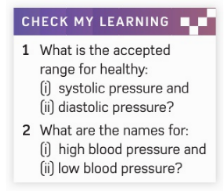 CHECK MY LEARNING
1 What is the accepted
range for healthy:
(i) systolic pressure and
(ii) diastolic pressure?
2 What are the names for:
(i) high blood pressure and
(ii) low blood pressure?